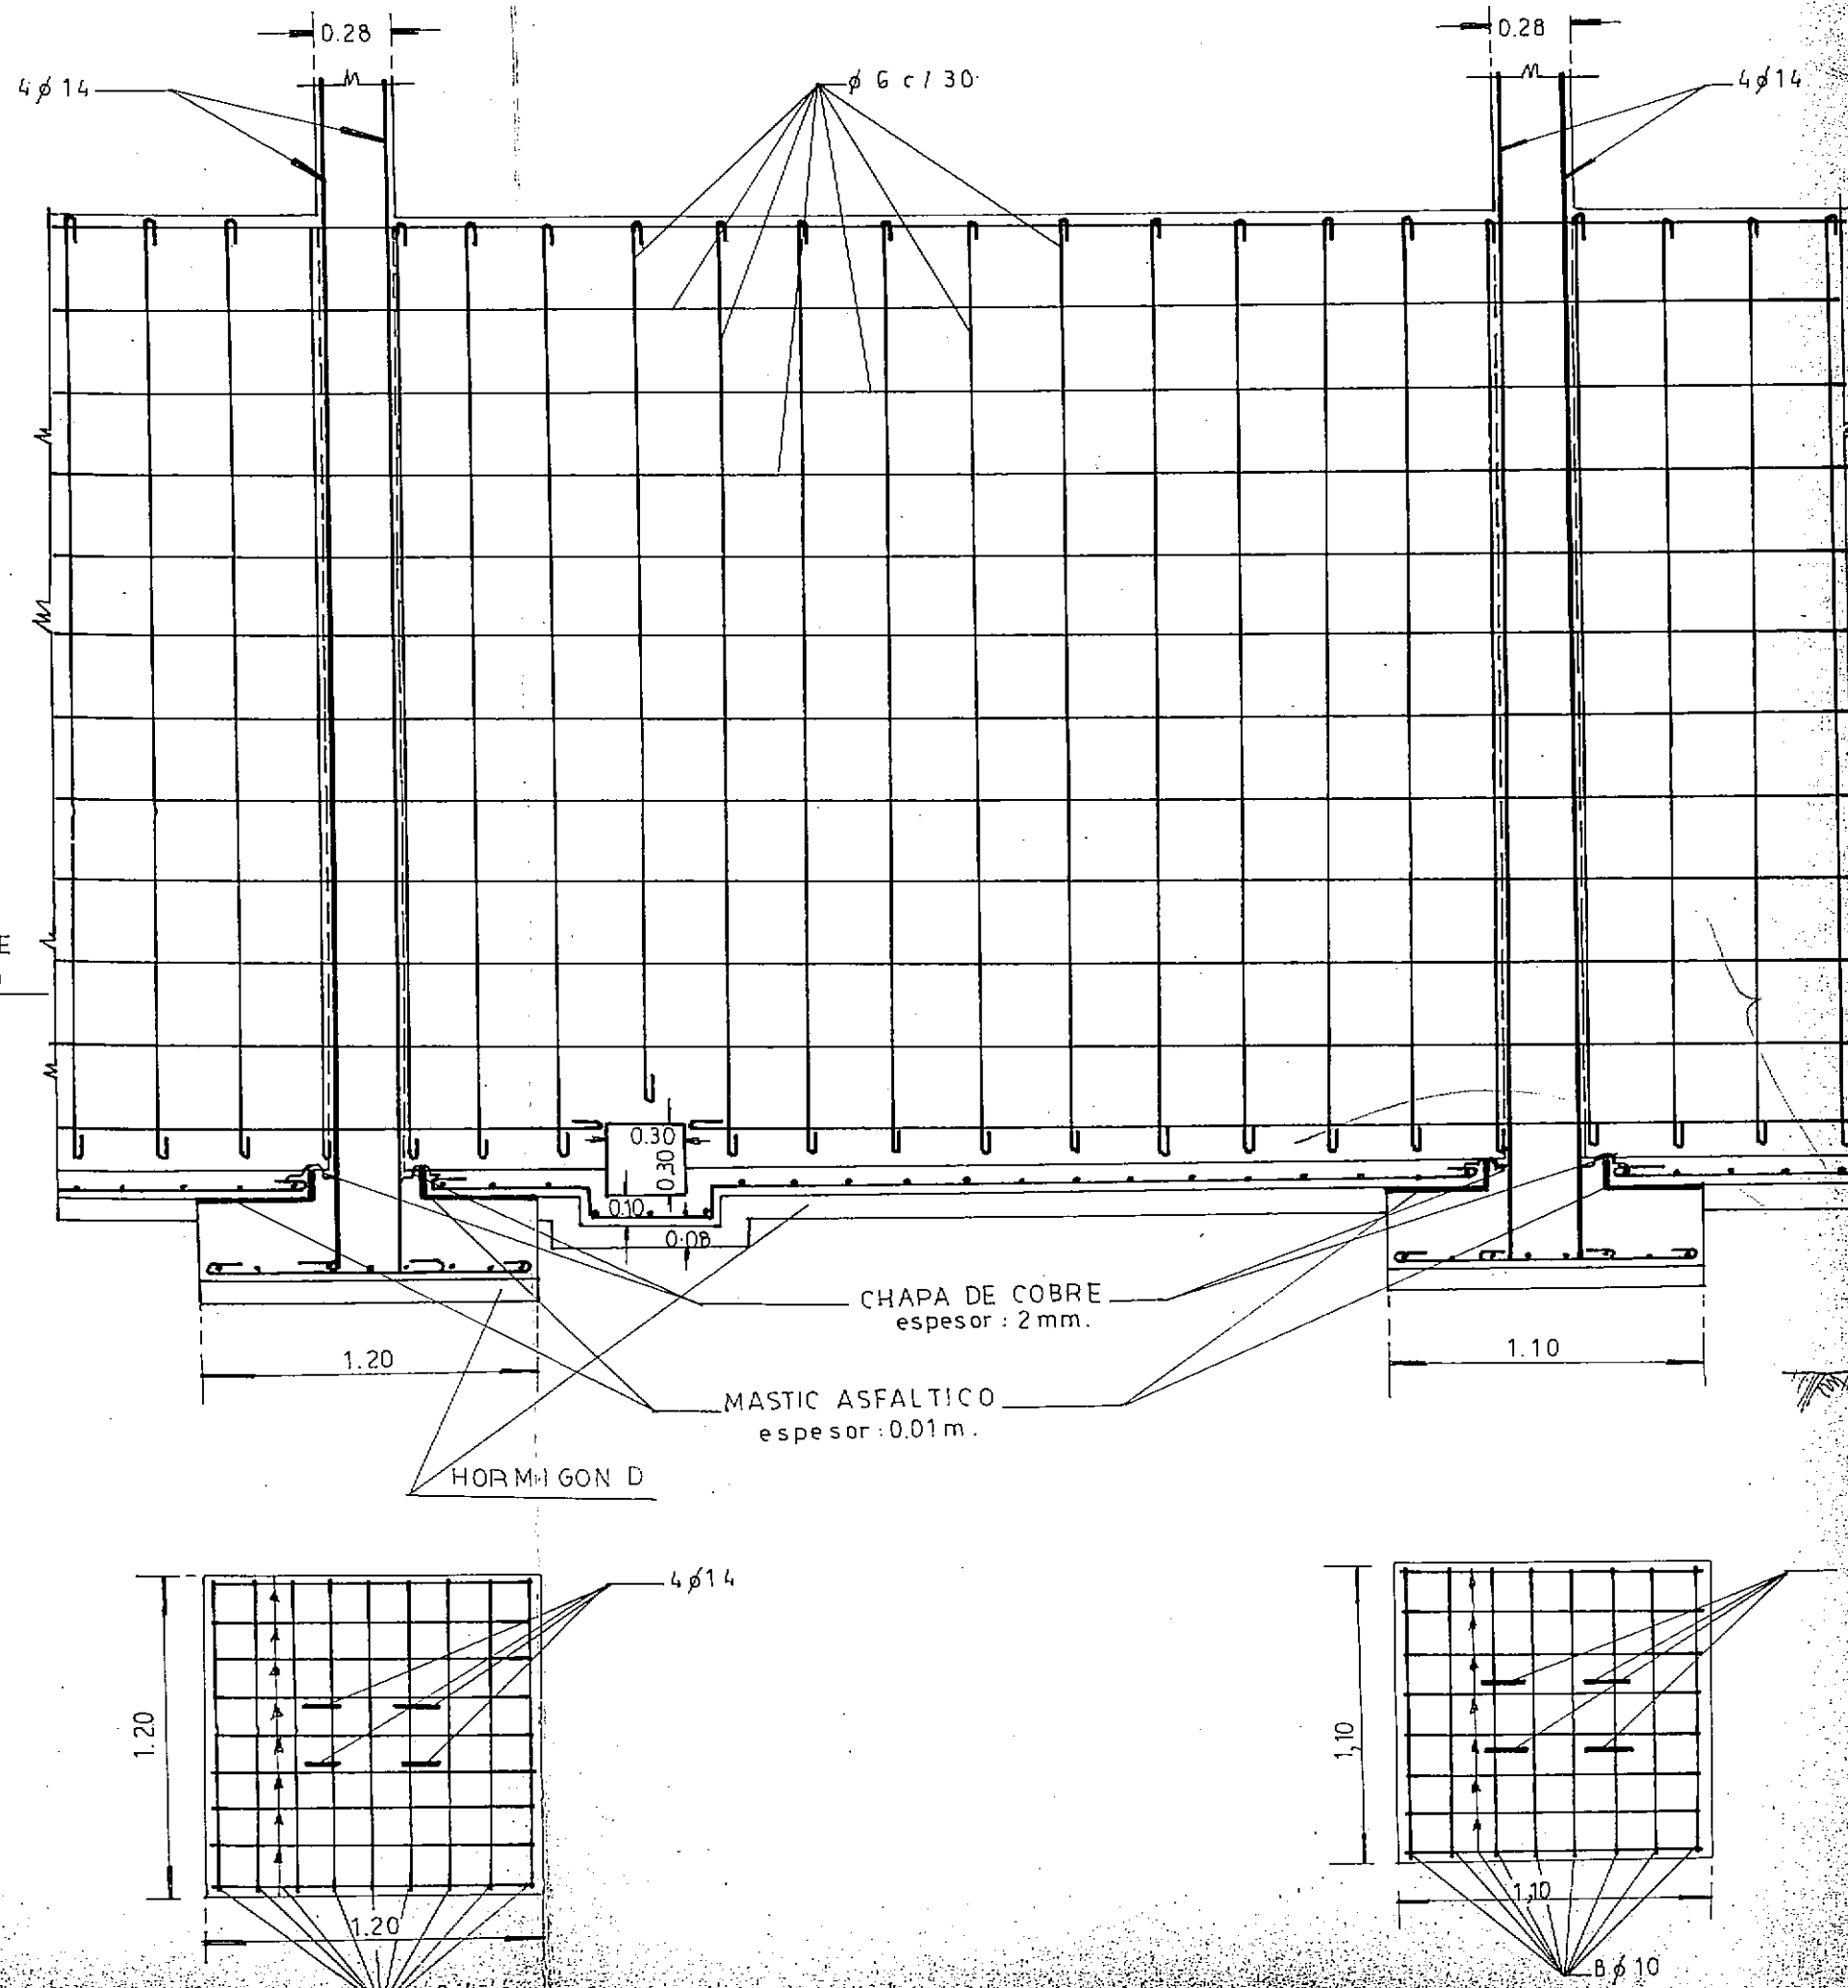 0.28
0.28
4ø14
ø 6 c / 30
4ø14
0.30
0.30
0.10
0.08
CHAPA DE COBRE
espesor : 2 mm.
1.20
1.10
MASTIC ASFALTICO
espesor : 0.01 m.
HORMIGON D
4ø14
1.20
1,10
1.20
1,10
8 ø 10